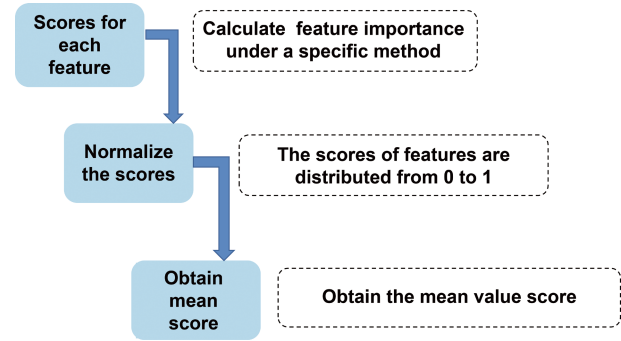 Scores for
each
feature
Calculate feature importance
under a specific method
Normalize
the scores
The scores of features are
distributed from 0 to 1
Obtain
mean
score
Obtain the mean value score